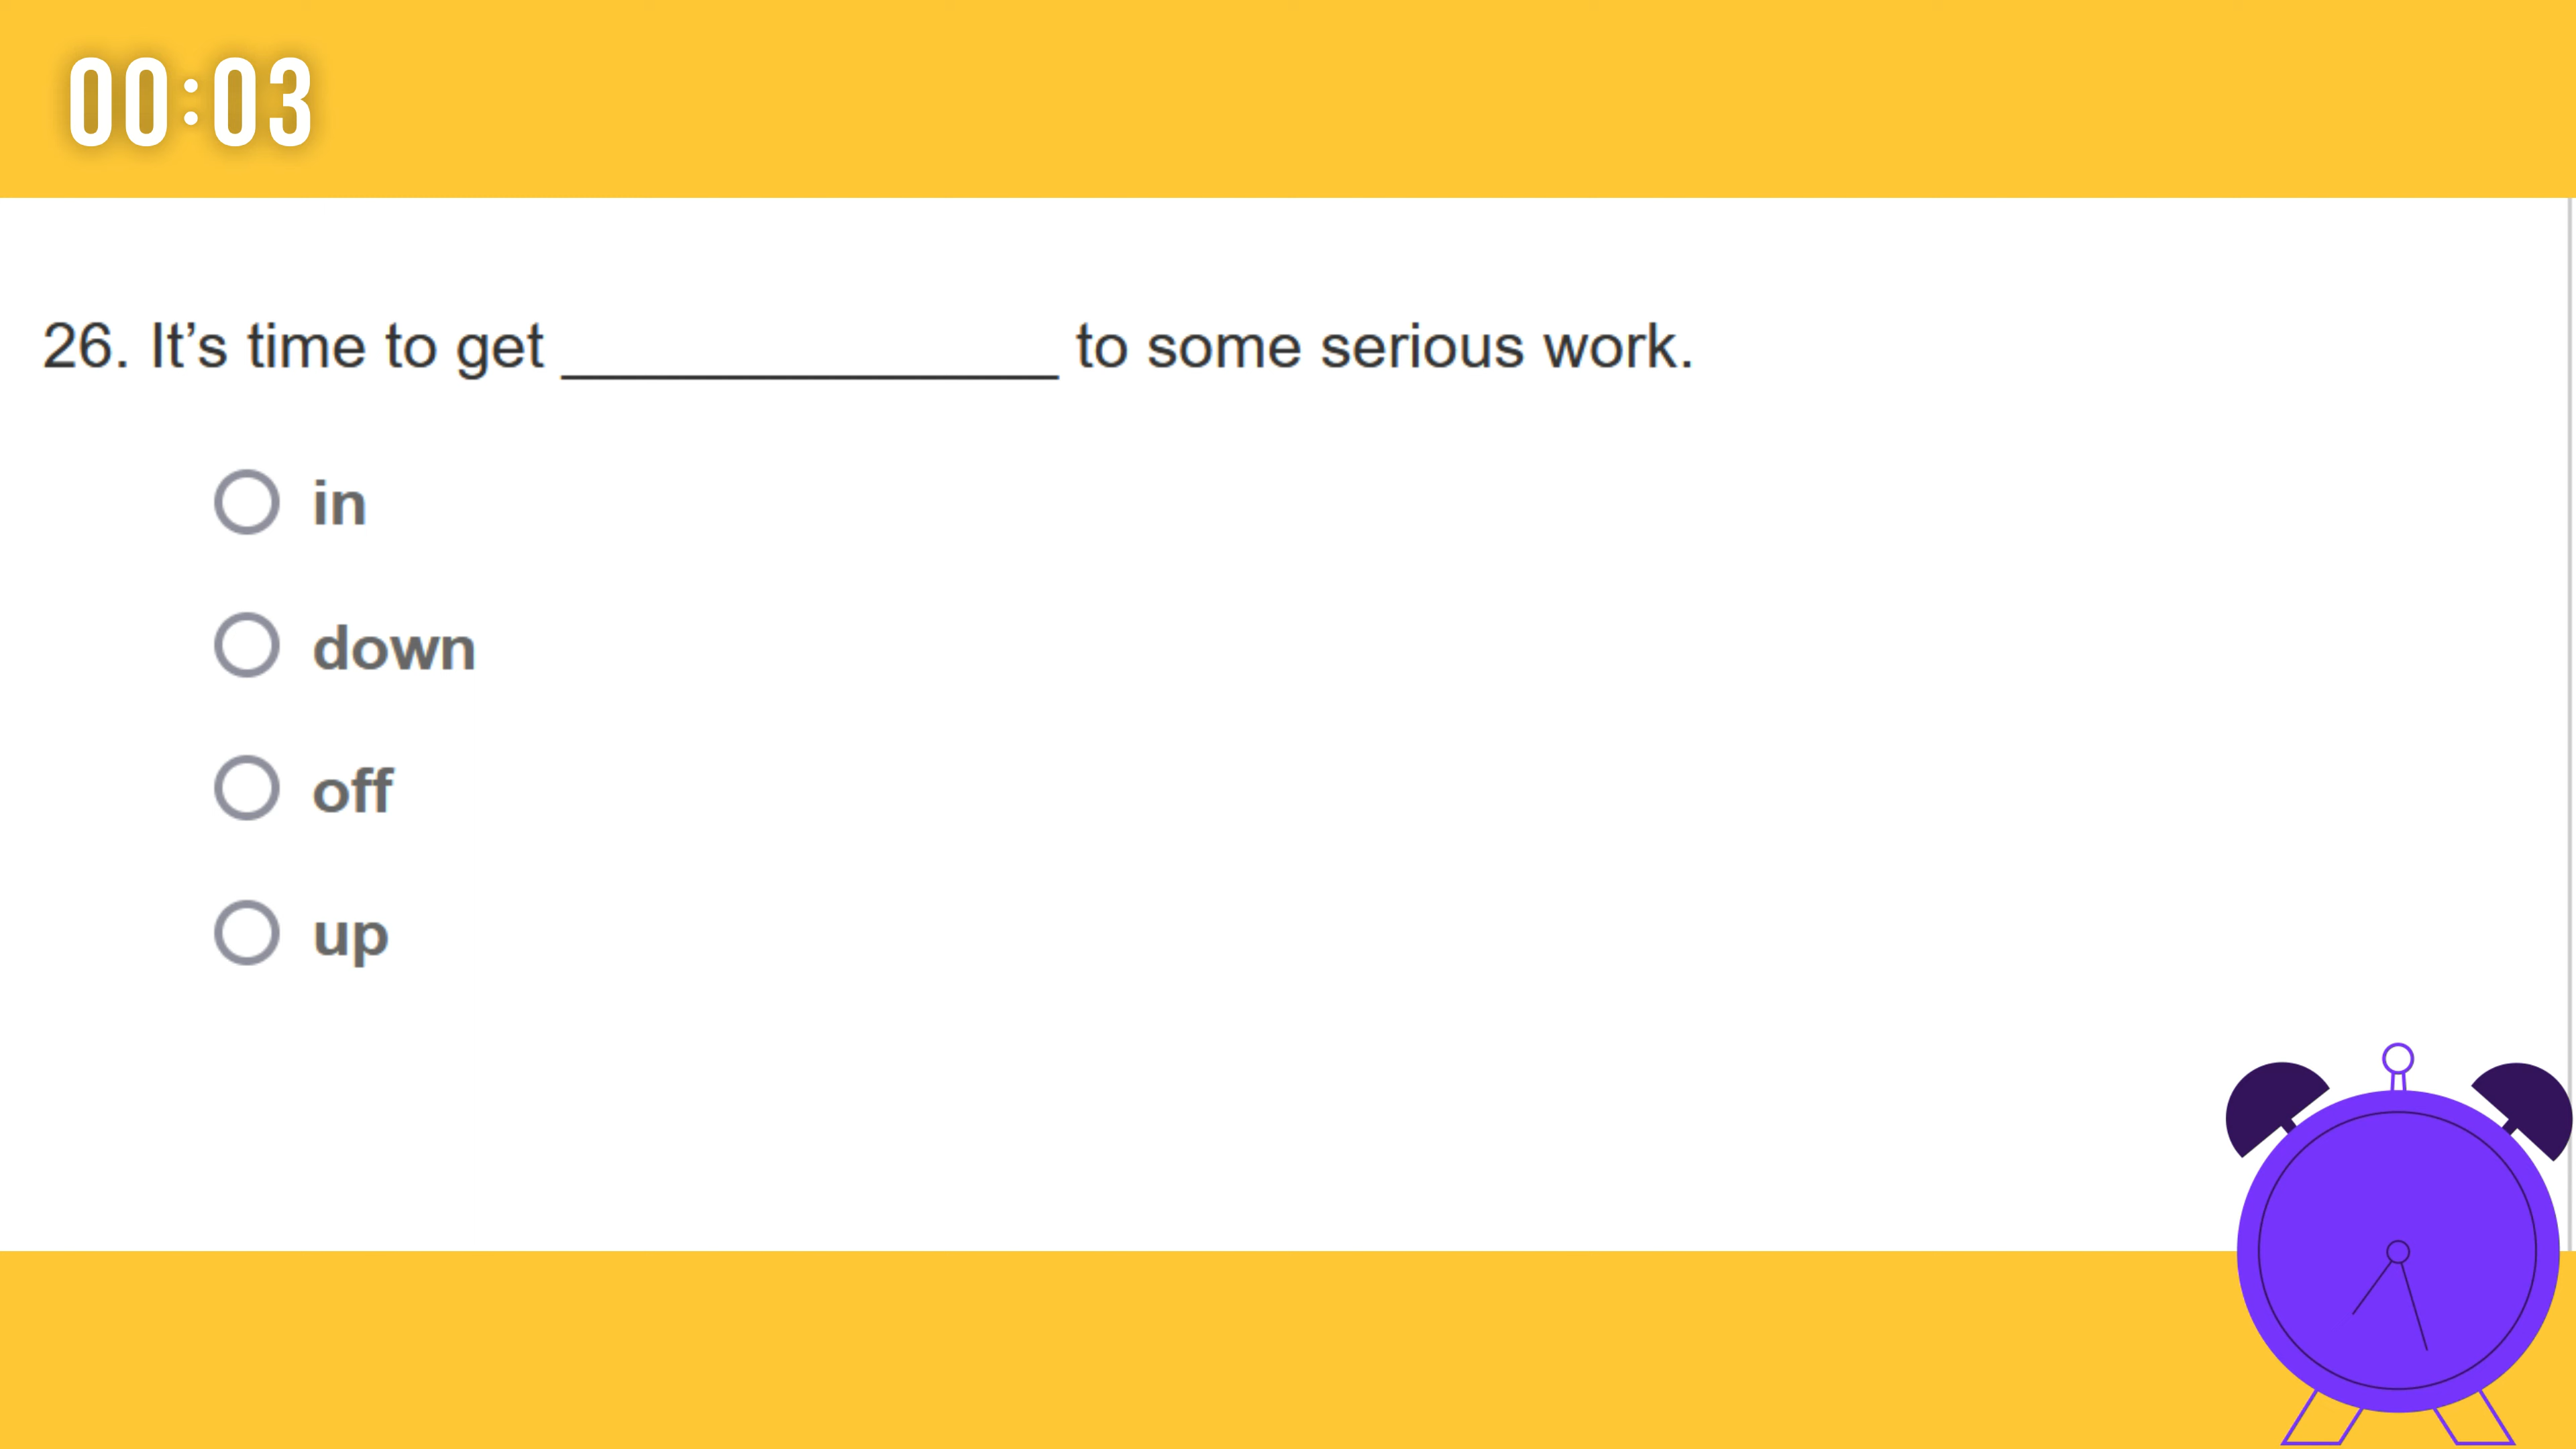 00:03
26. It’s time to get ______________ to some serious work.
in
down
off
up